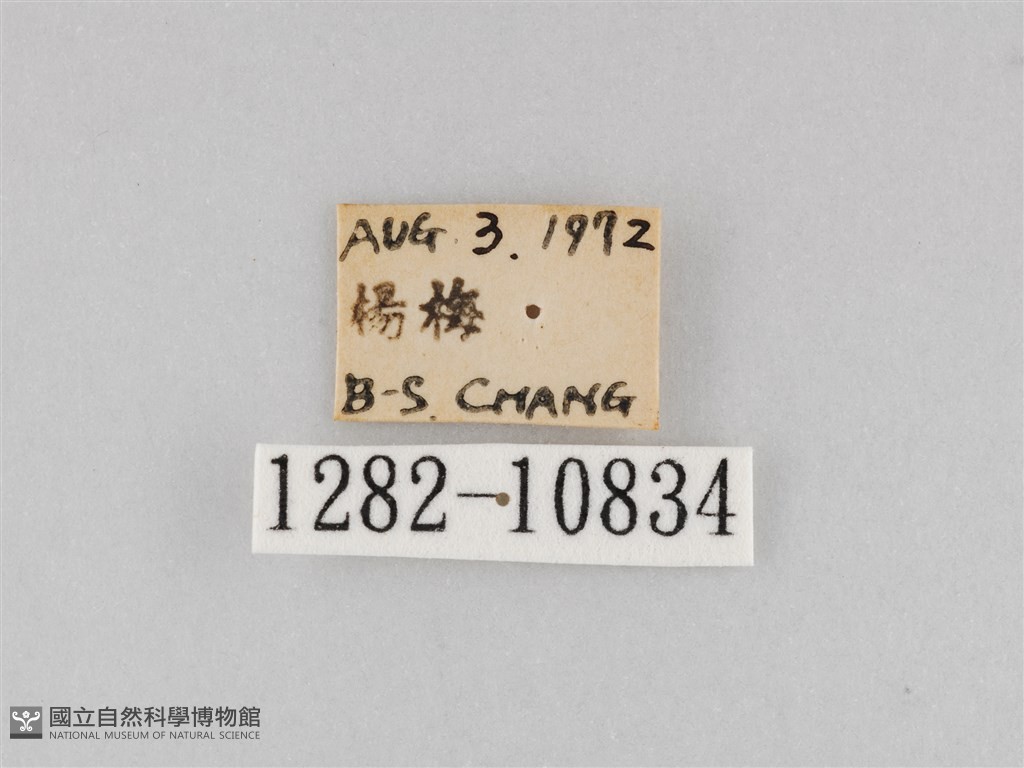 AUG. 3. 1972
楊梅
B-S. CHANG
1282-10834
國立自然科學博物館
NATIONAL MUSEUM OF NATURAL SCIENCE